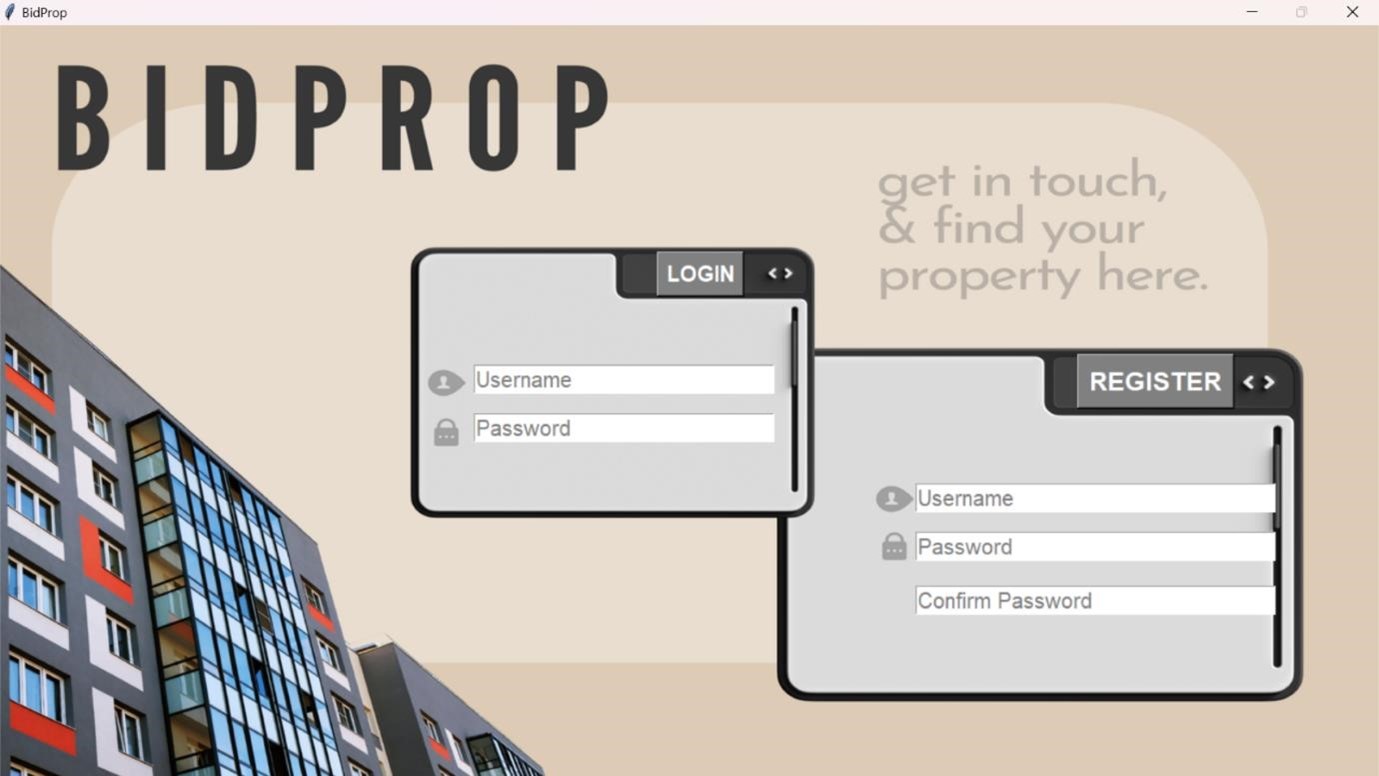 BidProp
BIDPROP
get in touch,
& find your
property here.
LOGIN
Username
Password
REGISTER
Username
Password
Confirm Password